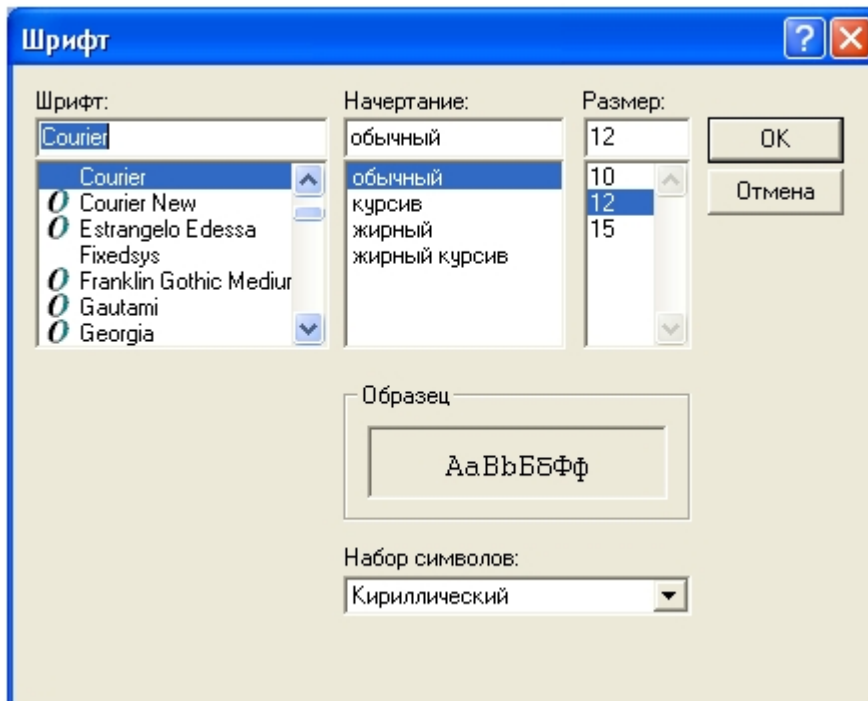 Шрифт
Шрифт:
Courier
Courier
Courier New
Estrangelo Edessa
Fixedsys
Franklin Gothic Mediur
Gautami
Georgia
Начертание:
обычный
обычный
курсив
жирный
жирный курсив
Размер:
12
10
12
15
OK
Отмена
Образец
АаВbБбФф
Набор символов:
Кириллический